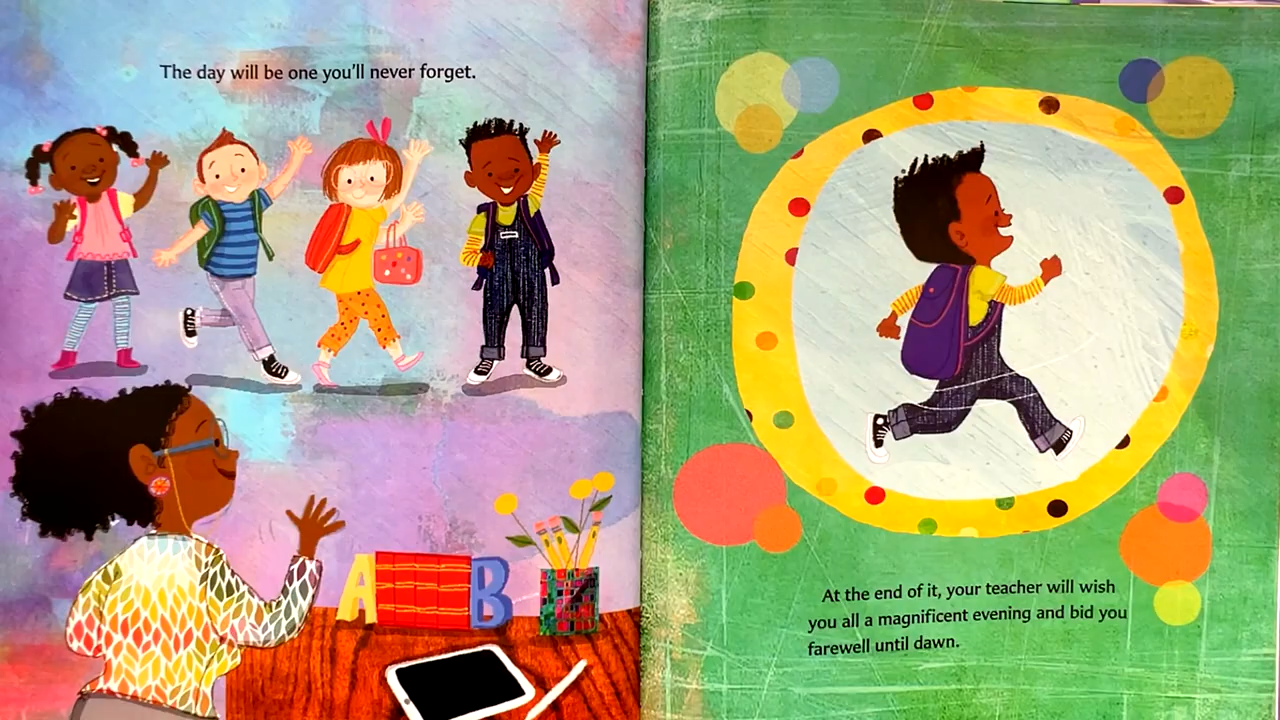 The day will be one you'll never forget.
A B
At the end of it, your teacher will wish
you all a magnificent evening and bid you
farewell until dawn.